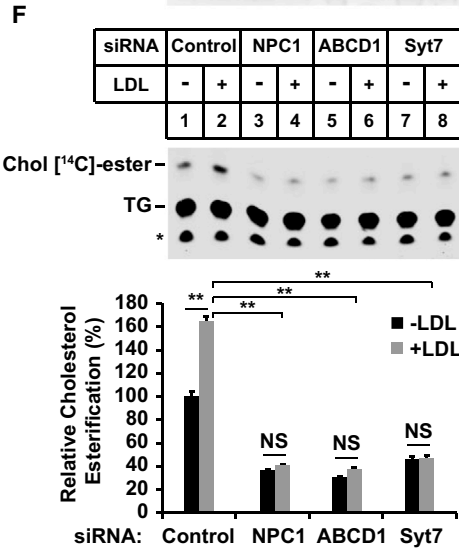 F
siRNA Control NPC1 ABCD1 Syt7
LDL - + - + - + - +
1 2 3 4 5 6 7 8
Chol [¹⁴C]-ester
TG
*
**
**
**
**
180
160
140
120
100
80
60
40
20
0
Relative Cholesterol
Esterification (%)
-LDL
+LDL
NS
NS
NS
siRNA: Control NPC1 ABCD1 Syt7